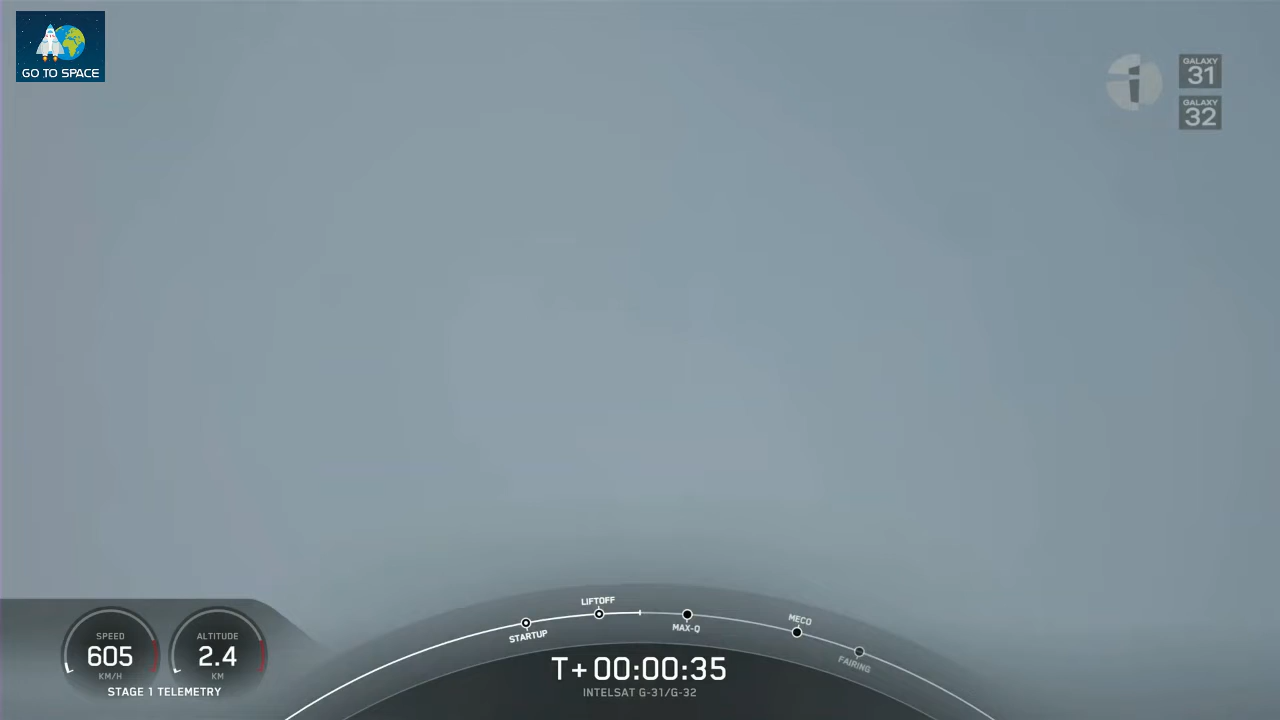 GO TO SPACE
GALAXY
31
GALAXY
32
LIFTOFF
STARTUP
MAX-Q
MECO
FAIRING
SPEED
605
KM/H
ALTITUDE
2.4
KM
STAGE 1 TELEMETRY
T+00:00:35
INTELSAT G-31/G-32